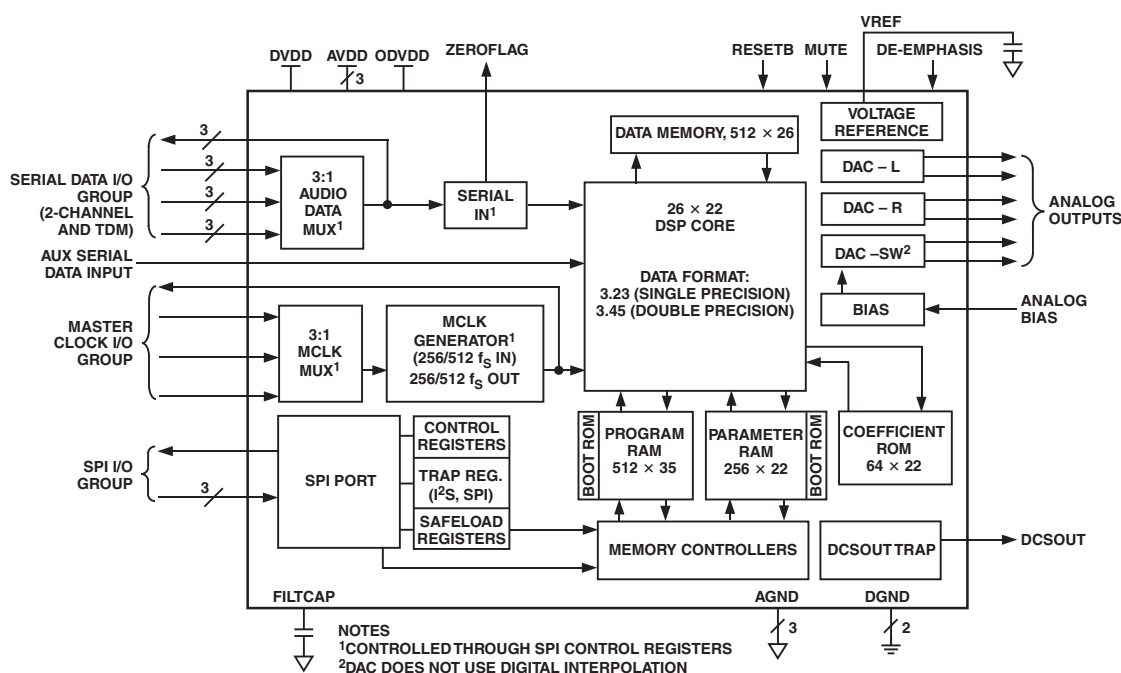 VREF
DVDD
AVDD
3
ODVDD
ZEROFLAG
RESETB
MUTE
DE-EMPHASIS
SERIAL DATA I/O
GROUP
(2-CHANNEL
AND TDM)
3
3
3
3
3:1
AUDIO
DATA
MUX¹
SERIAL
IN¹
DATA MEMORY, 512 × 26
VOLTAGE
REFERENCE
DAC – L
DAC – R
DAC –SW²
ANALOG
OUTPUTS
26 × 22
DSP CORE
DATA FORMAT:
3.23 (SINGLE PRECISION)
3.45 (DOUBLE PRECISION)
AUX SERIAL
DATA INPUT
BIAS
ANALOG
BIAS
MASTER
CLOCK I/O
GROUP
3:1
MCLK
MUX¹
MCLK
GENERATOR¹
(256/512 fS IN)
256/512 fS OUT
SPI I/O
GROUP
3
SPI PORT
CONTROL
REGISTERS
TRAP REG.
(I²S, SPI)
SAFELOAD
REGISTERS
BOOT ROM
PROGRAM
RAM
512 × 35
PARAMETER
RAM
256 × 22
BOOT ROM
COEFFICIENT
ROM
64 × 22
MEMORY CONTROLLERS
DCSOUT TRAP
DCSOUT
FILTCAP
AGND
3
DGND
2
NOTES
¹CONTROLLED THROUGH SPI CONTROL REGISTERS
²DAC DOES NOT USE DIGITAL INTERPOLATION